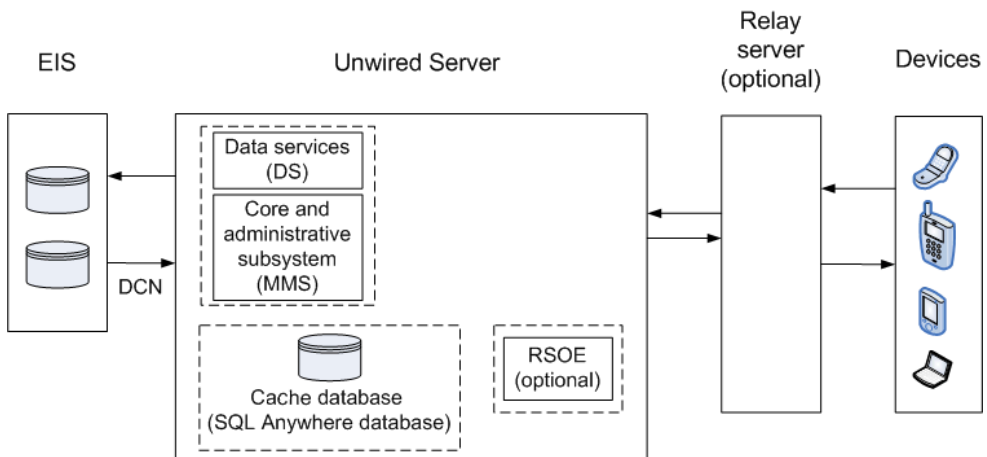 EIS
Unwired Server
Relay
server
(optional)
Devices
Data services
(DS)
Core and
administrative
subsystem
(MMS)
DCN
Cache database
(SQL Anywhere database)
RSOE
(optional)